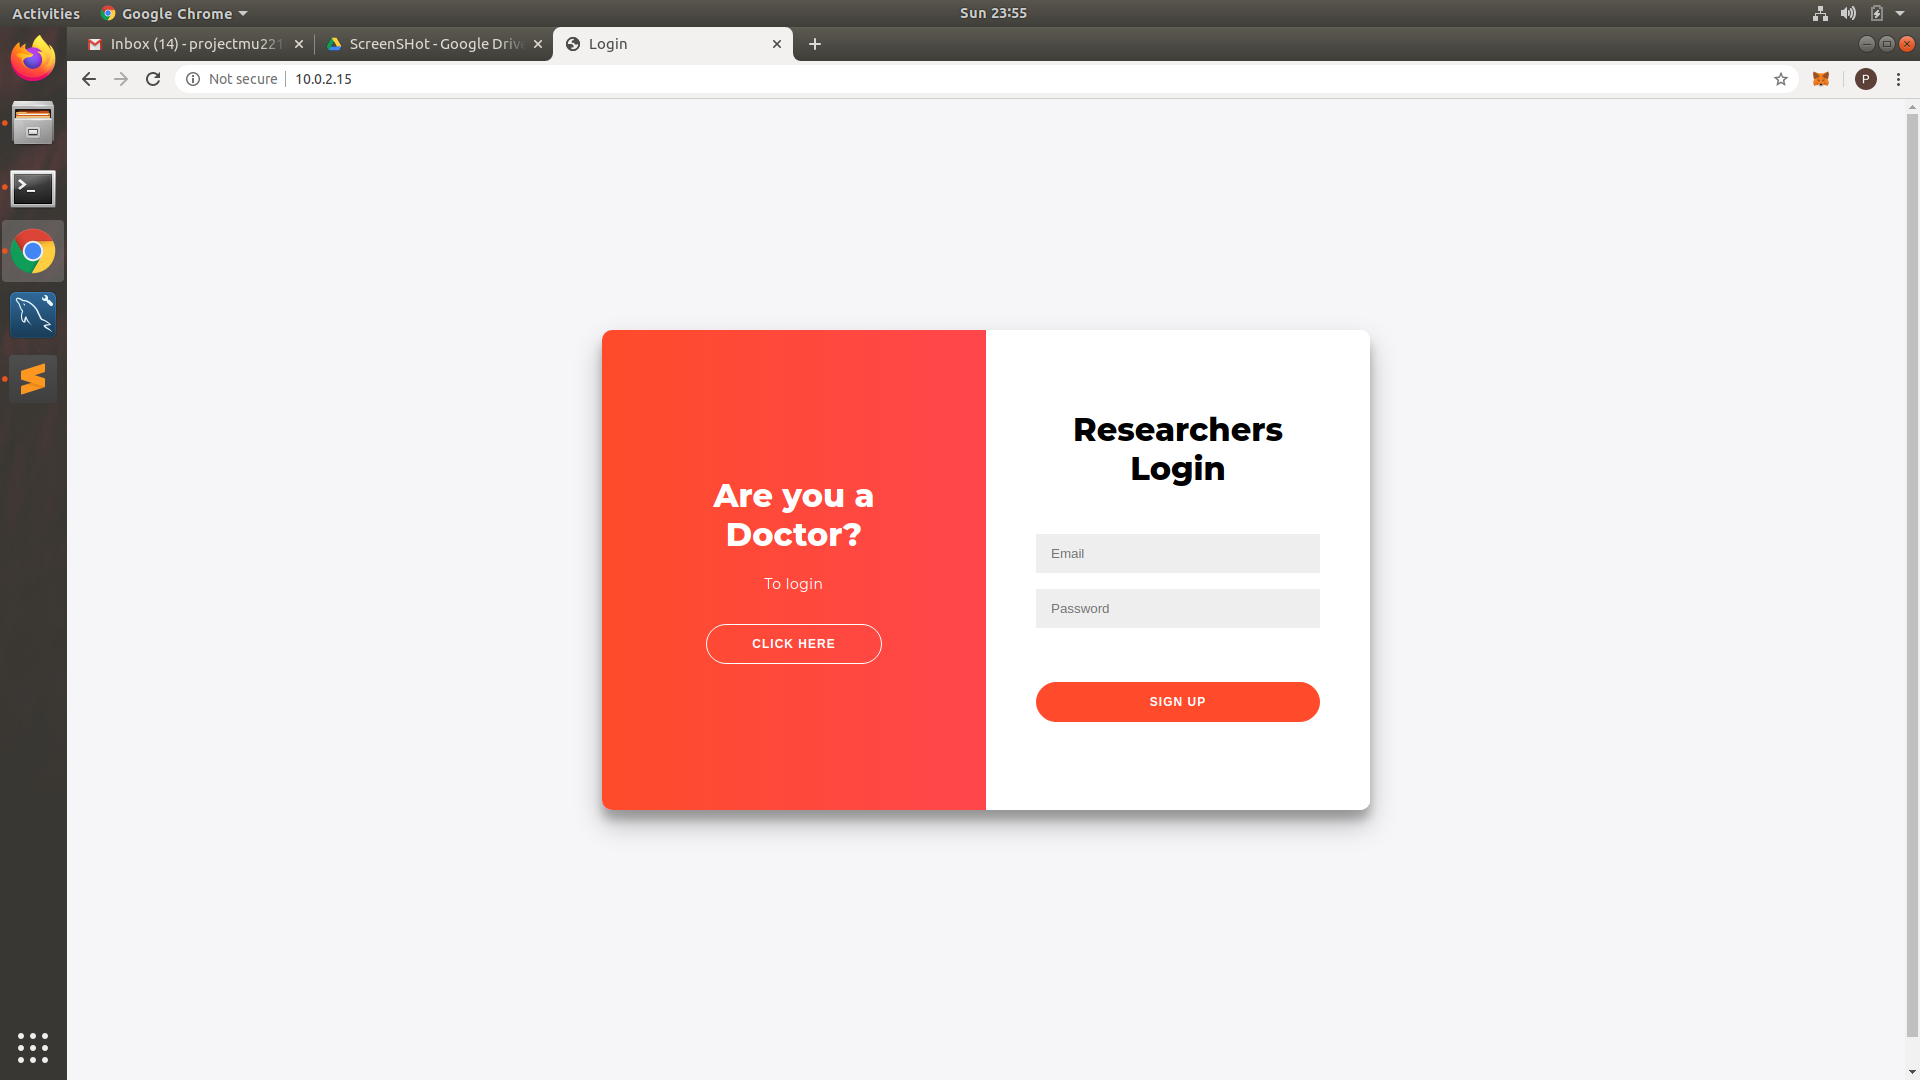 Activities
Google Chrome
Sun 23:55
Inbox (14) - projectmu221
ScreenSHot - Google Drive
Login
Not secure
10.0.2.15
P
Are you a
Doctor?
To login
CLICK HERE
Researchers
Login
Email
Password
SIGN UP